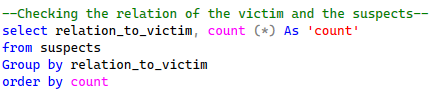 --Checking the relation of the victim and the suspects--
select relation_to_victim, count (*) As 'count'
from suspects
Group by relation_to_victim
order by count